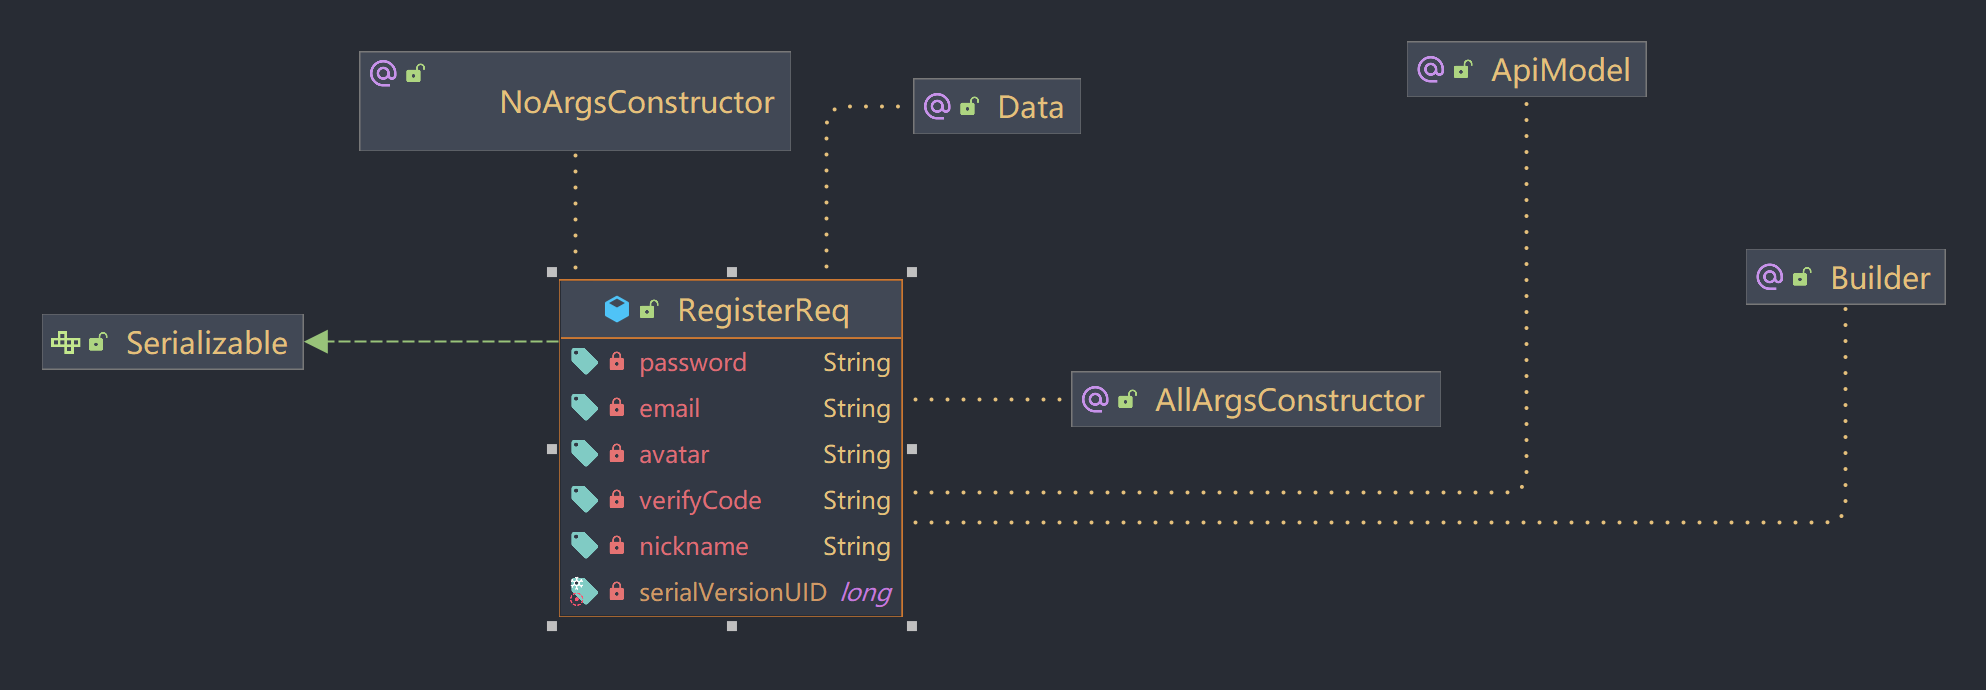 NoArgsConstructor
Data
ApiModel
Builder
Serializable
RegisterReq
password String
email String
avatar String
verifyCode String
nickname String
serialVersionUID long
AllArgsConstructor